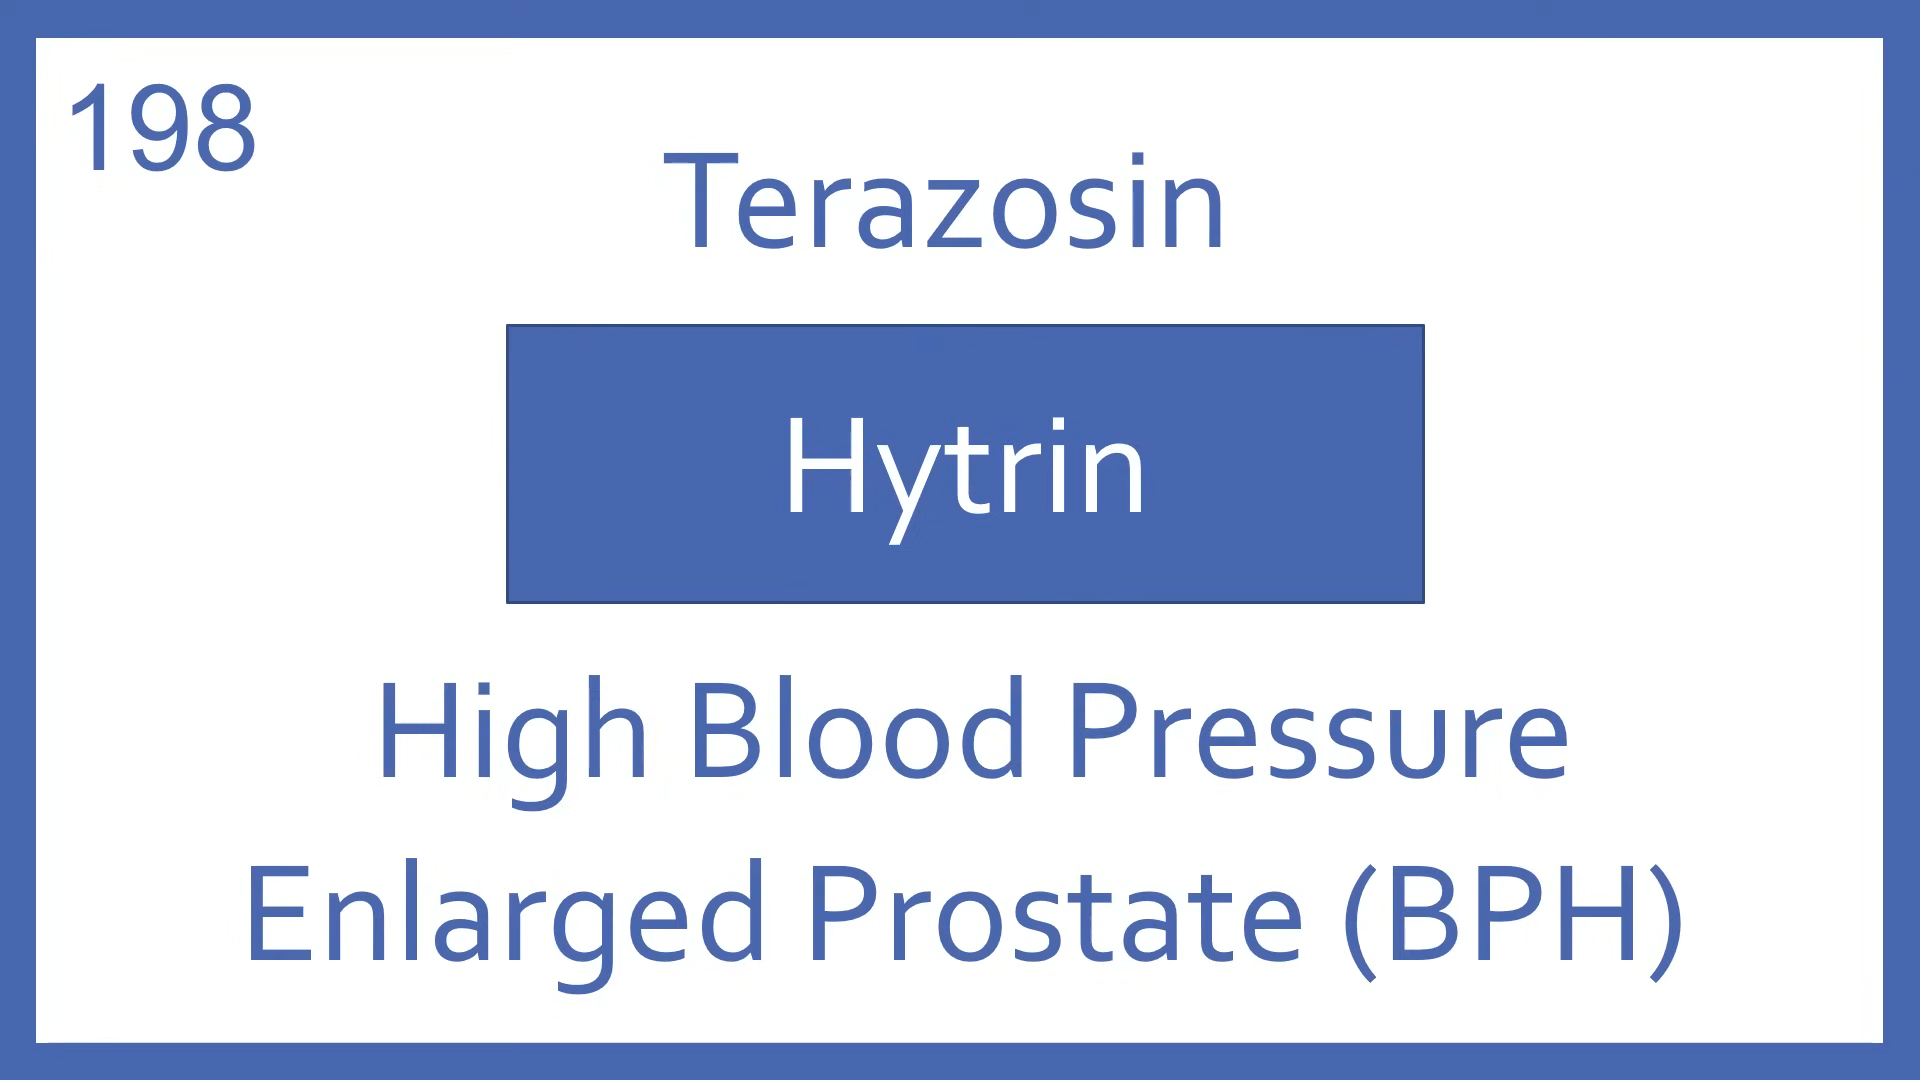 198
Terazosin
Hytrin
High Blood Pressure
Enlarged Prostate (BPH)